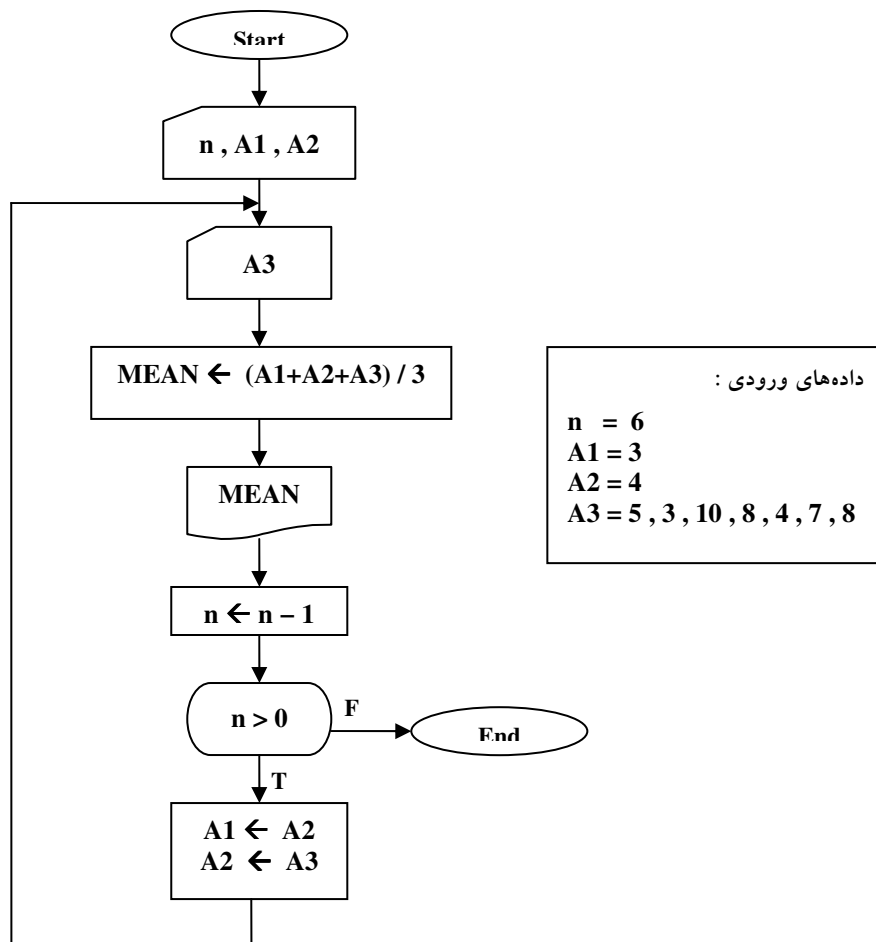 Start
n , A1 , A2
A3
MEAN ← (A1+A2+A3) / 3
MEAN
n ← n – 1
n > 0
F
End
T
A1 ← A2
A2 ← A3
داده‌های ورودی :
n = 6
A1 = 3
A2 = 4
A3 = 5 , 3 , 10 , 8 , 4 , 7 , 8